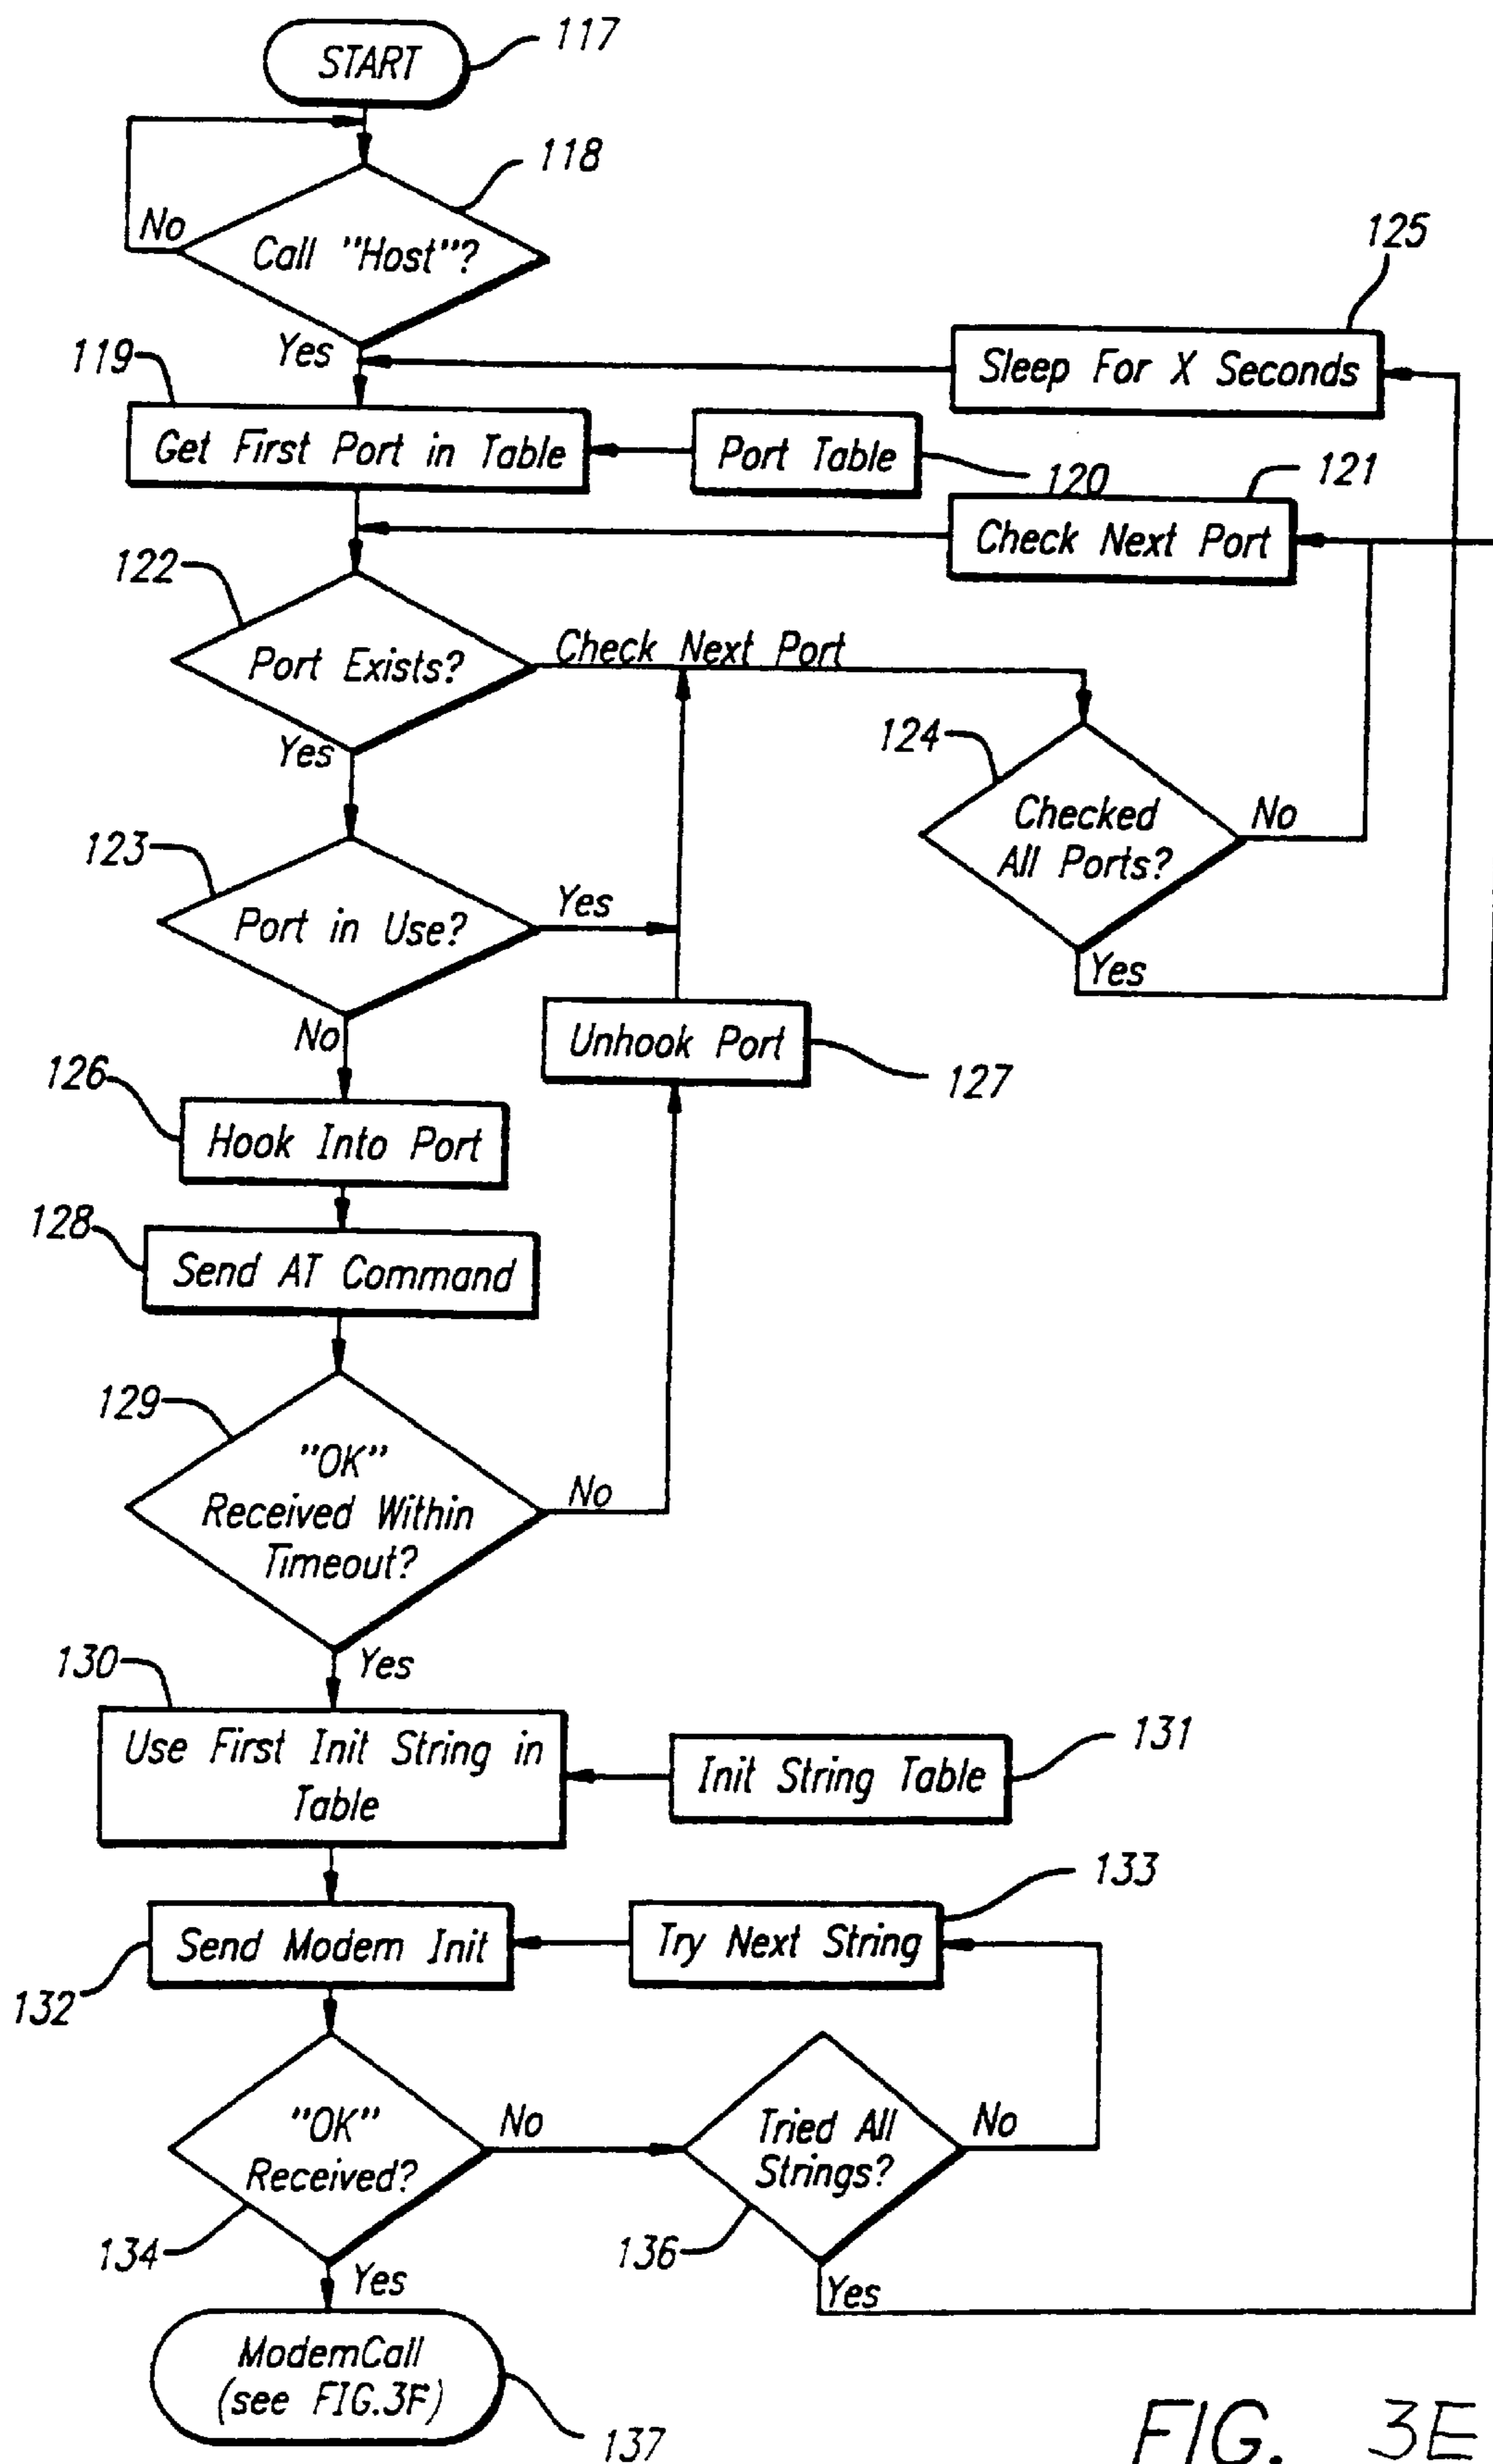 START
117
118
No
Call "Host"?
125
Yes
119
Sleep For X Seconds
Get First Port in Table
Port Table
120
121
Check Next Port
122
Port Exists?
Check Next Port
Yes
124
Checked
All Ports?
No
123
Port in Use?
Yes
Yes
No
Unhook Port
127
126
Hook Into Port
128
Send AT Command
129
"OK"
Received Within
Timeout?
No
Yes
130
Use First Init String in
Table
Init String Table
131
133
Send Modem Init
Try Next String
132
"OK"
Received?
No
Tried All
Strings?
No
134
136
Yes
Yes
ModemCall
(see FIG.3F)
137
FIG. 3E